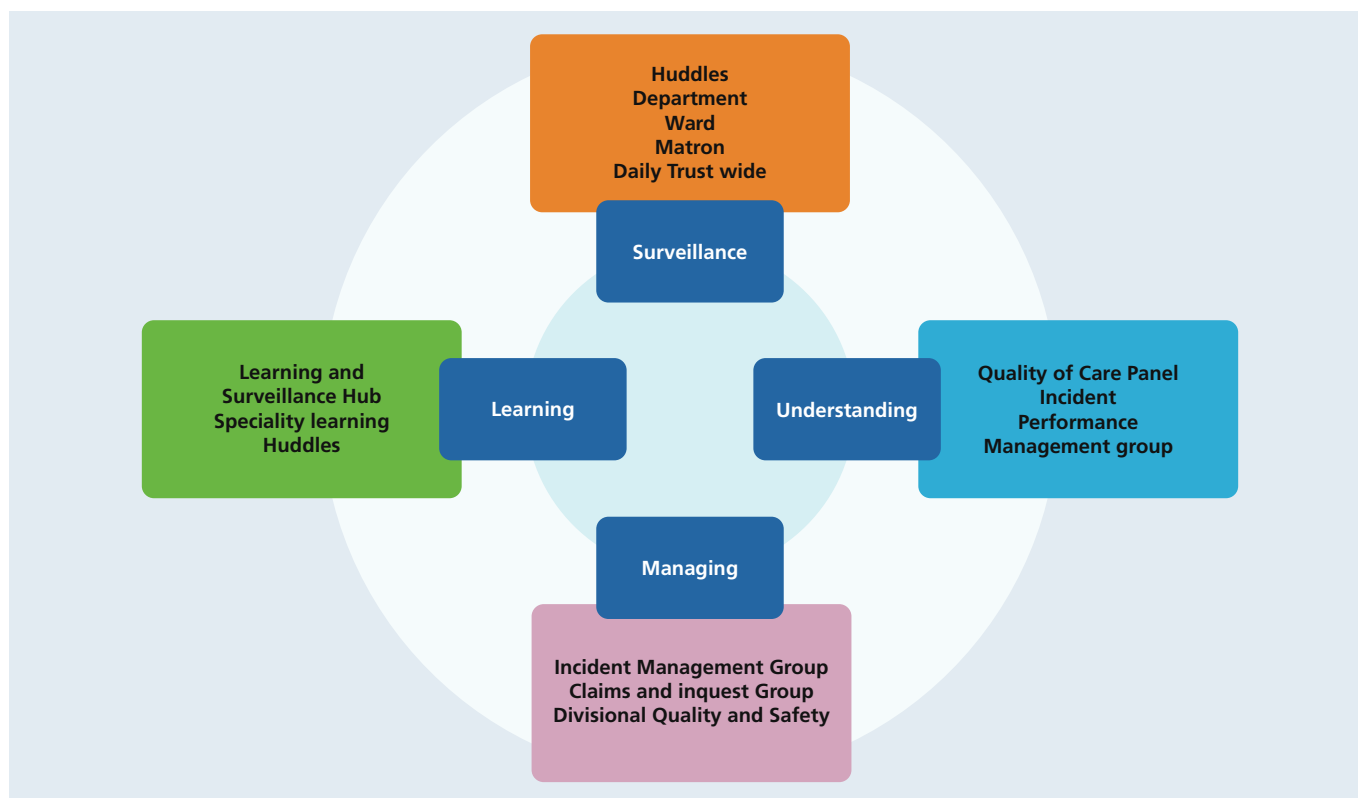 Huddles
Department
Ward
Matron
Daily Trust wide
Surveillance
Learning and
Surveillance Hub
Speciality learning
Huddles
Learning
Understanding
Quality of Care Panel
Incident
Performance
Management group
Managing
Incident Management Group
Claims and inquest Group
Divisional Quality and Safety